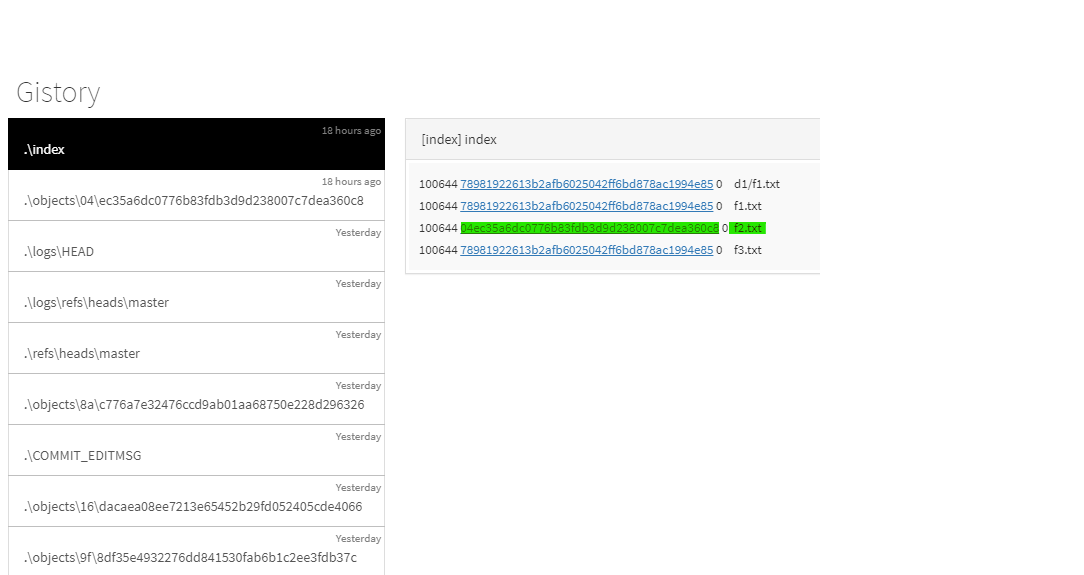 Gistory
18 hours ago
.\index
18 hours ago
.\objects\04\ec35a6dc0776b83fdb3d9d238007c7dea360c8
Yesterday
.\logs\HEAD
Yesterday
.\logs\refs\heads\master
Yesterday
.\refs\heads\master
Yesterday
.\objects\8a\c776a7e32476ccd9ab01aa68750e228d296326
Yesterday
.\COMMIT_EDITMSG
Yesterday
.\objects\16\dacaea08ee7213e65452b29fd052405cde4066
Yesterday
.\objects\9f\8df35e4932276dd841530fab6b1c2ee3fdb37c
[index] index
100644 78981922613b2afb6025042ff6bd878ac1994e85 0 d1/f1.txt
100644 78981922613b2afb6025042ff6bd878ac1994e85 0 f1.txt
100644 04ec35a6dc0776b83fdb3d9d238007c7dea360c8 0 f2.txt
100644 78981922613b2afb6025042ff6bd878ac1994e85 0 f3.txt